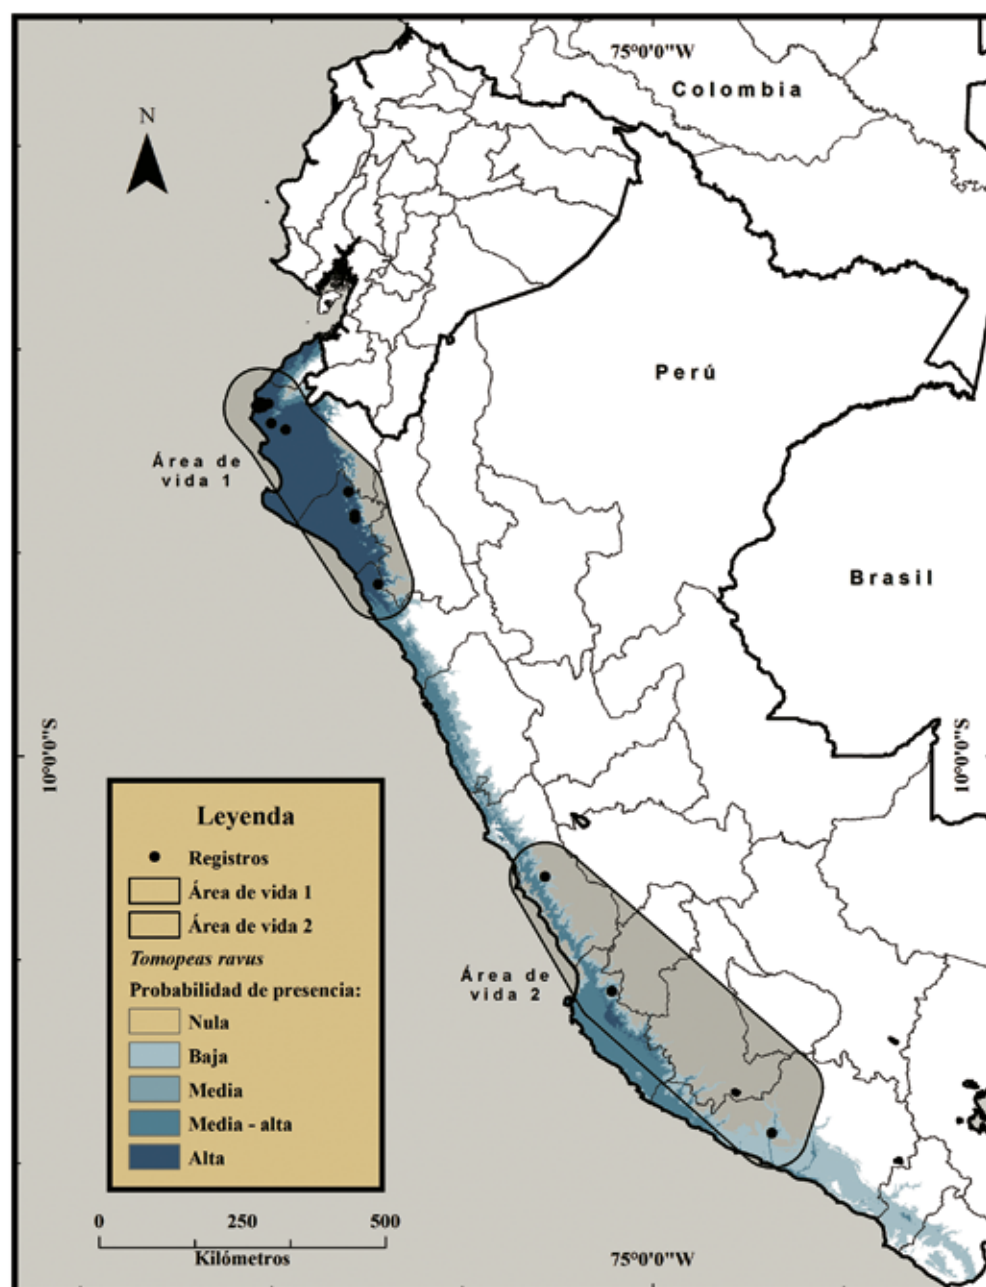 75°0'0"W
Colombia
N
Perú
Área de
vida 1
Brasil
10°0'0"S
10°0'0"S
Leyenda
Registros
Área de vida 1
Área de vida 2
Tomopeas ravus
Probabilidad de presencia:
Nula
Baja
Media
Media - alta
Alta
Área de
vida 2
0 250 500
Kilómetros
75°0'0"W